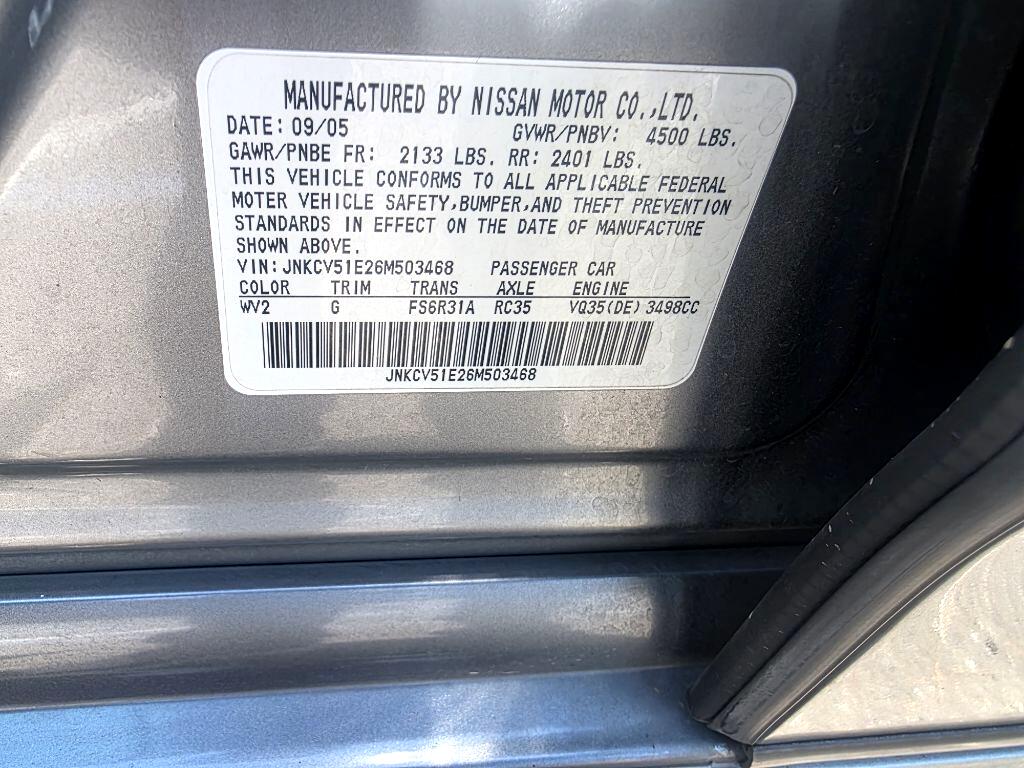 MANUFACTURED BY NISSAN MOTOR CO.,LTD.
DATE: 09/05 GVWR/PNBV: 4500 LBS.
GAWR/PNBE FR: 2133 LBS. RR: 2401 LBS.
THIS VEHICLE CONFORMS TO ALL APPLICABLE FEDERAL
MOTER VEHICLE SAFETY,BUMPER,AND THEFT PREVENTION
STANDARDS IN EFFECT ON THE DATE OF MANUFACTURE
SHOWN ABOVE.
VIN: JNKCV51E26M503468 PASSENGER CAR
COLOR TRIM TRANS AXLE ENGINE
WV2 G FS6R31A RC35 VQ35(DE) 3498CC
JNKCV51E26M503468